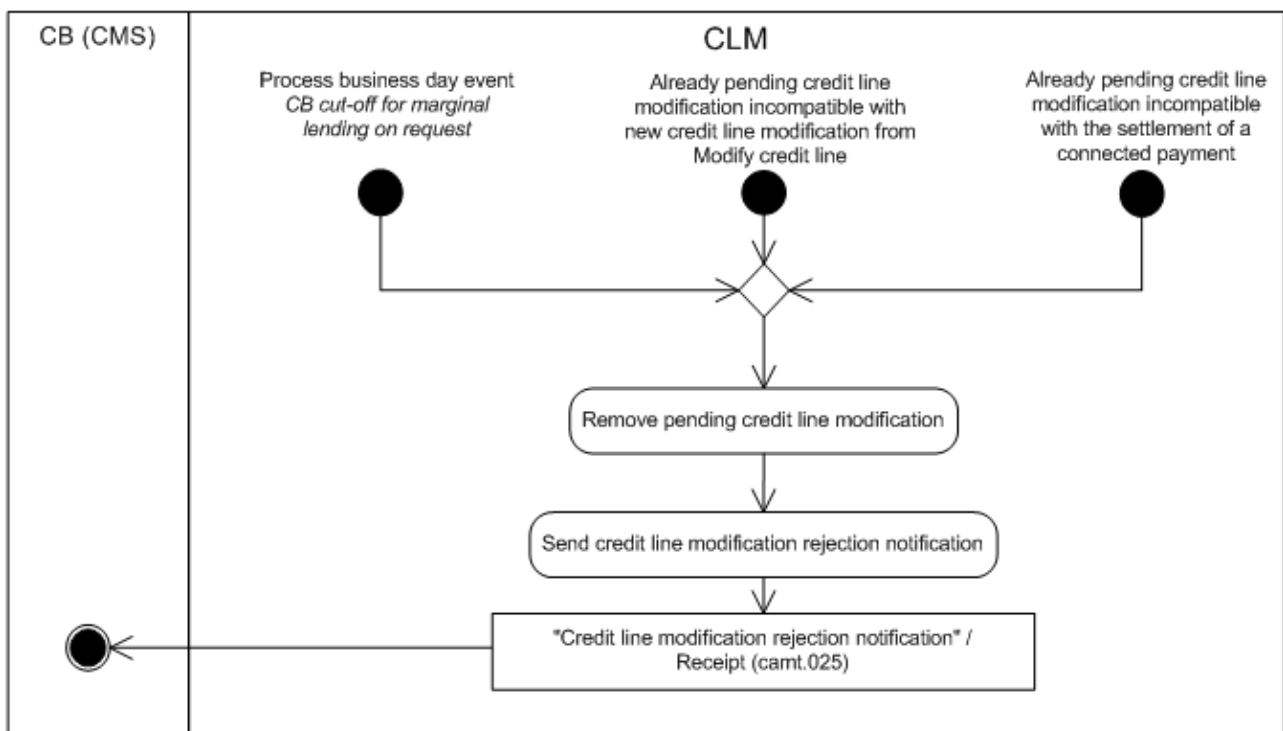 CB (CMS)
CLM
Process business day event
CB cut-off for marginal
lending on request
Already pending credit line
modification incompatible with
new credit line modification from
Modify credit line
Already pending credit line
modification incompatible
with the settlement of a
connected payment
Remove pending credit line modification
Send credit line modification rejection notification
"Credit line modification rejection notification" /
Receipt (camt.025)